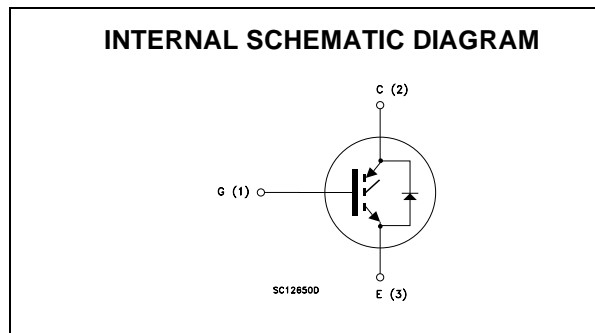 INTERNAL SCHEMATIC DIAGRAM
C (2)
G (1)
SC12650D
E (3)